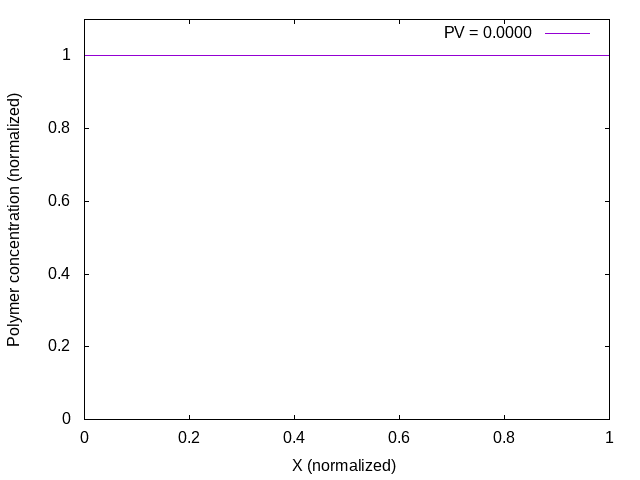 PV = 0.0000
Polymer concentration (normalized)
1
0.8
0.6
0.4
0.2
0
0 0.2 0.4 0.6 0.8 1
X (normalized)